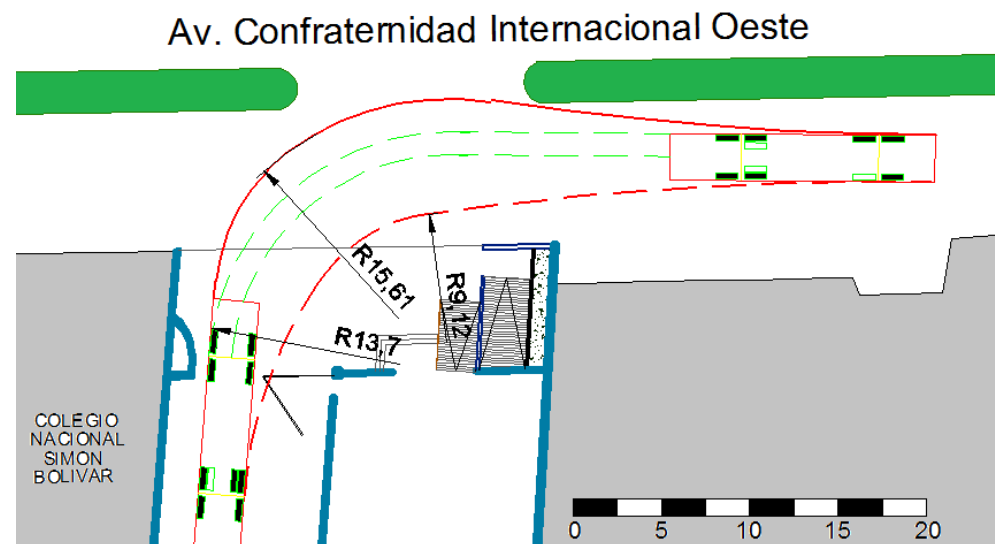 Av. Confraternidad Internacional Oeste
R15,61
R9,12
R13,7
COLEGIO
NACIONAL
SIMON
BOLIVAR
0 5 10 15 20